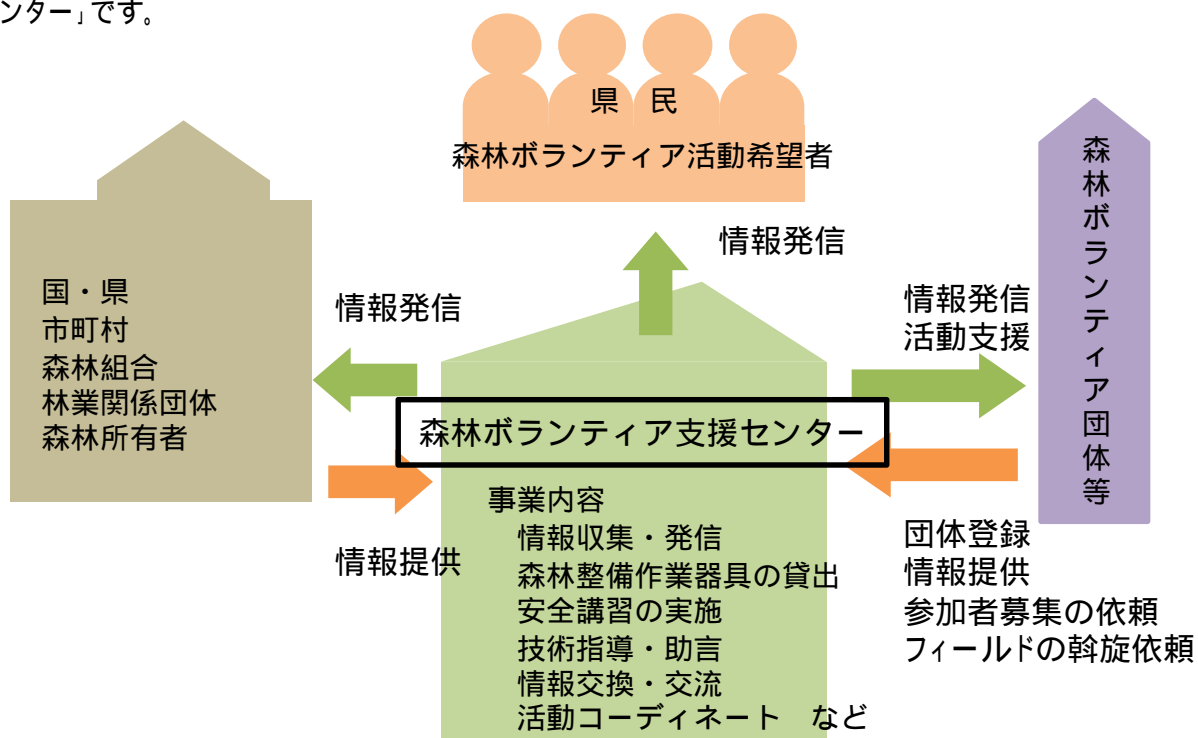 ンター」です。
県　民
森林ボランティア活動希望者
情報発信
国・県
市町村
森林組合
林業関係団体
森林所有者
情報発信
情報提供
森林ボランティア支援センター
事業内容
情報収集・発信
森林整備作業器具の貸出
安全講習の実施
技術指導・助言
情報交換・交流
活動コーディネート　など
情報発信
活動支援
団体登録
情報提供
参加者募集の依頼
フィールドの斡旋依頼
森林ボランティア団体等